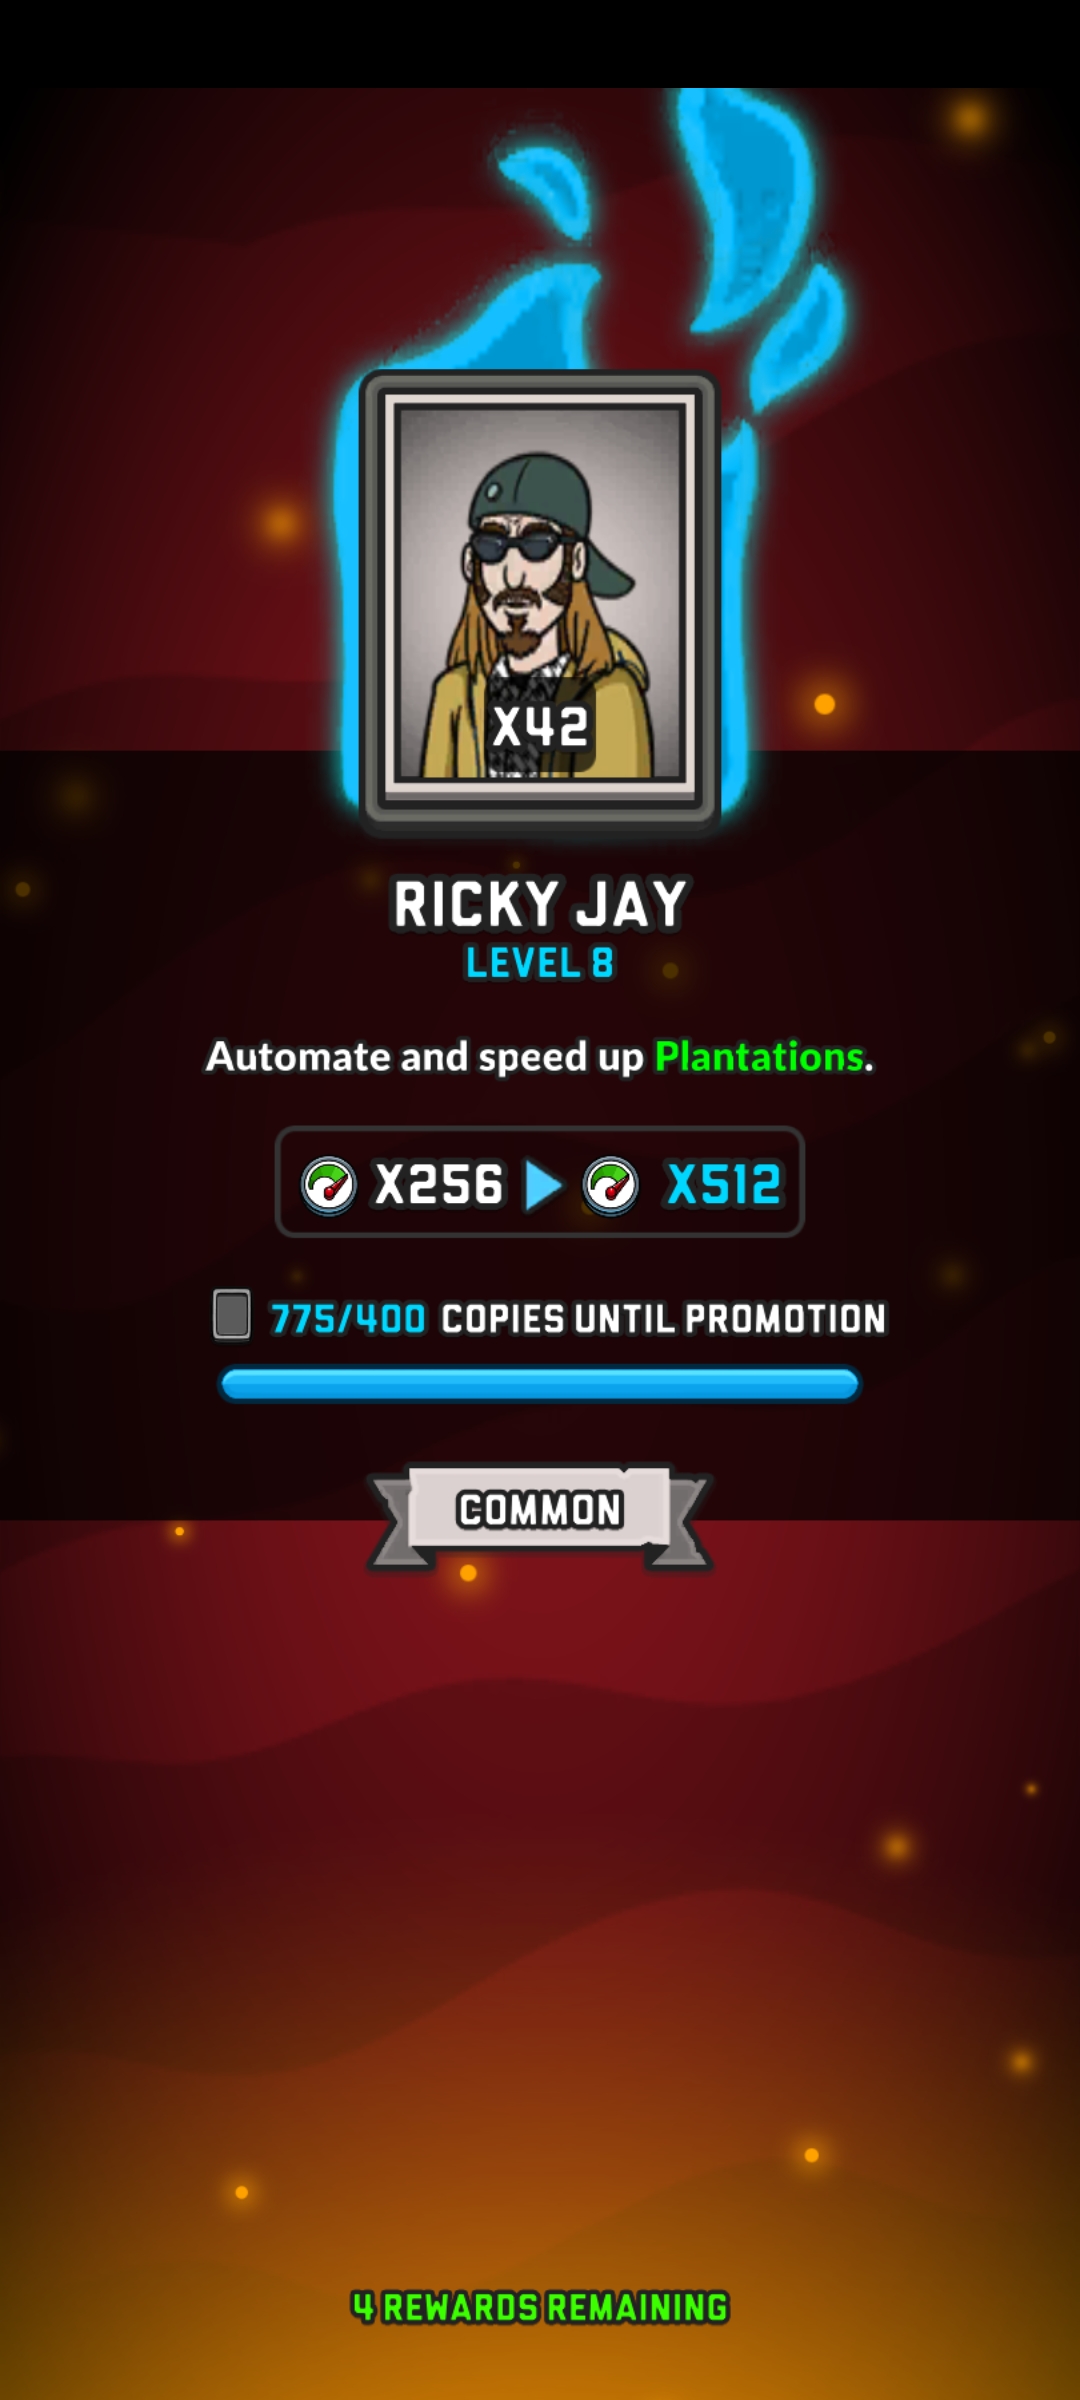 X42
RICKY JAY
LEVEL 8
Automate and speed up Plantations.
X256 X512
775/400 COPIES UNTIL PROMOTION
COMMON
4 REWARDS REMAINING